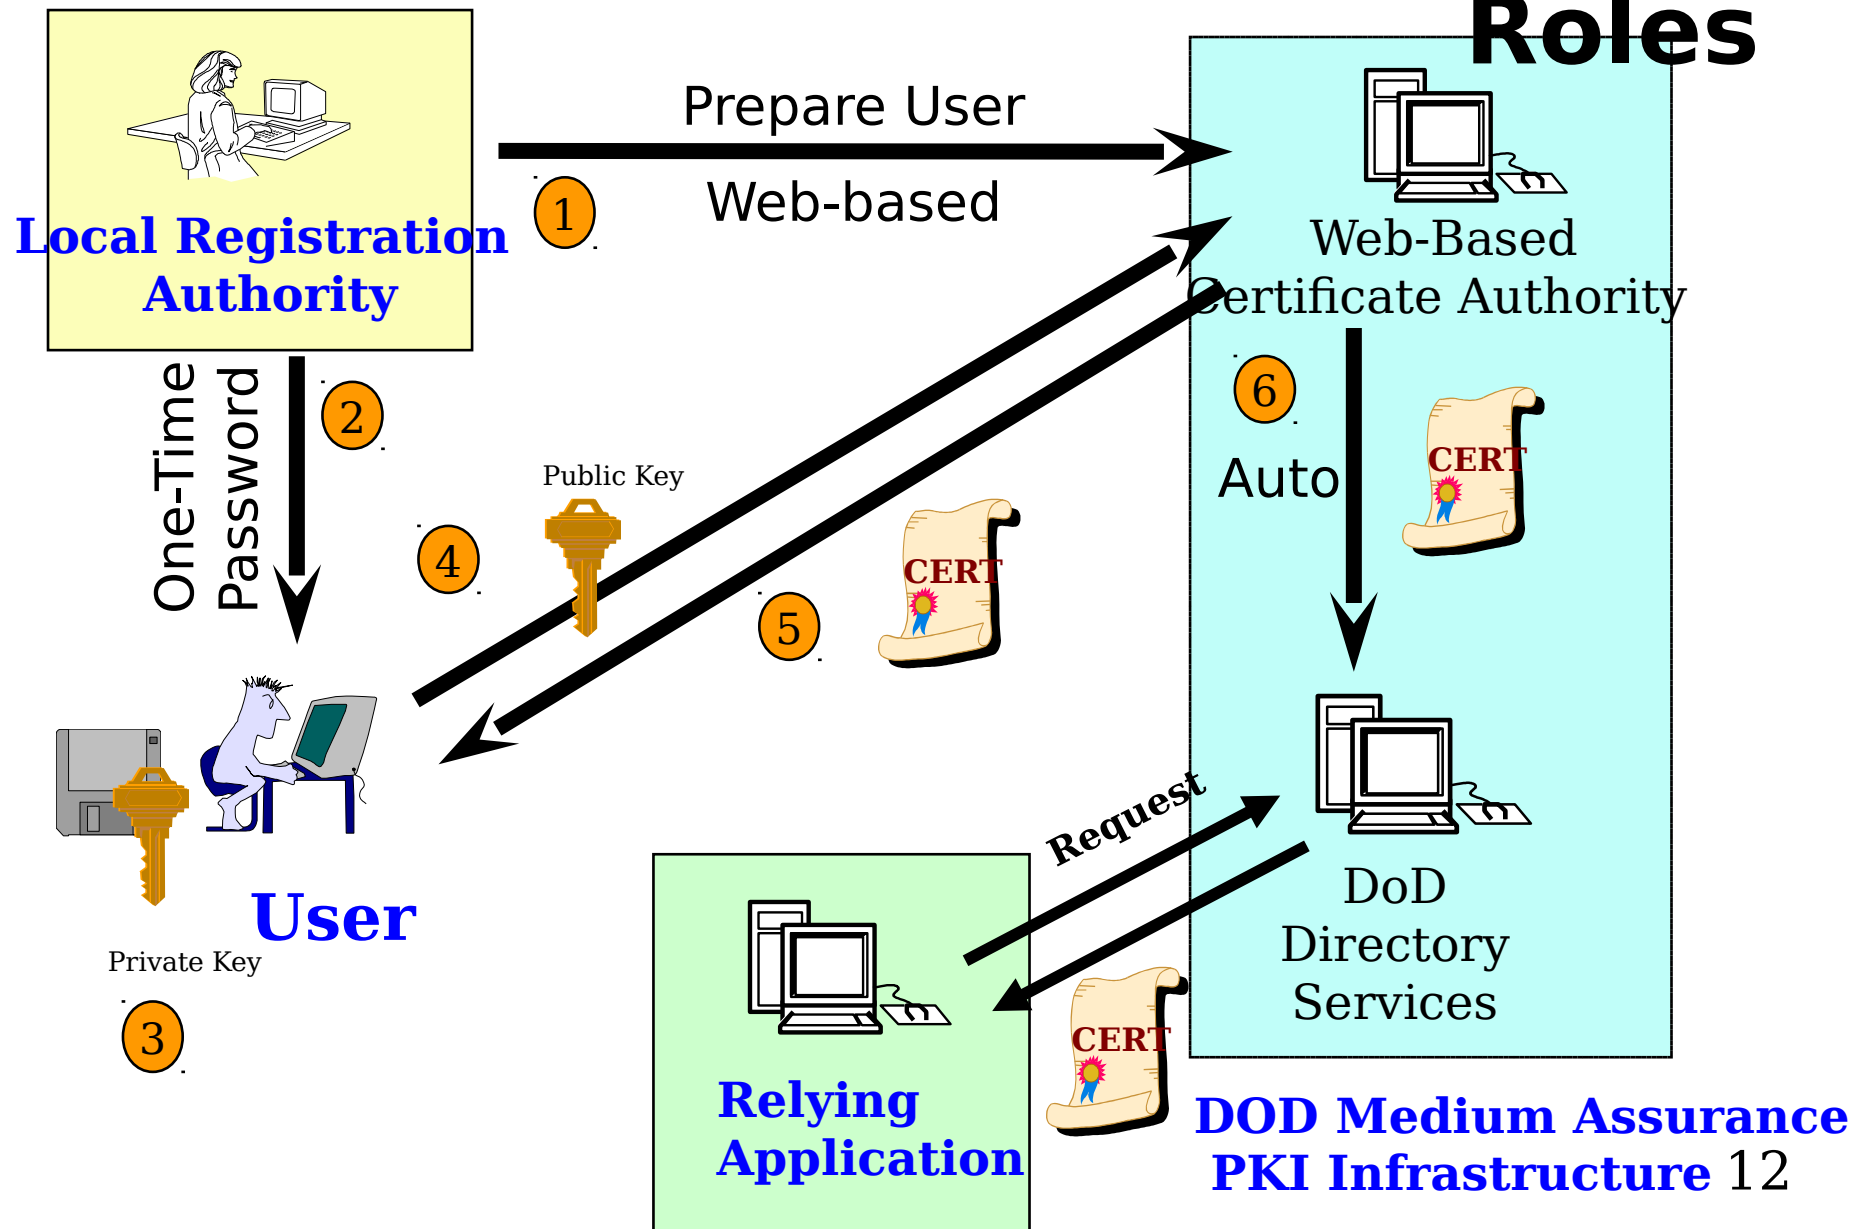 Roles
Prepare User
Web-based
1
Local Registration
Authority
Web-Based
Certificate Authority
One-Time
Password
2
6
Auto
CERT
Public Key
4
CERT
5
Request
User
Private Key
3
DoD
Directory
Services
CERT
Relying
Application
DOD Medium Assurance
PKI Infrastructure
12